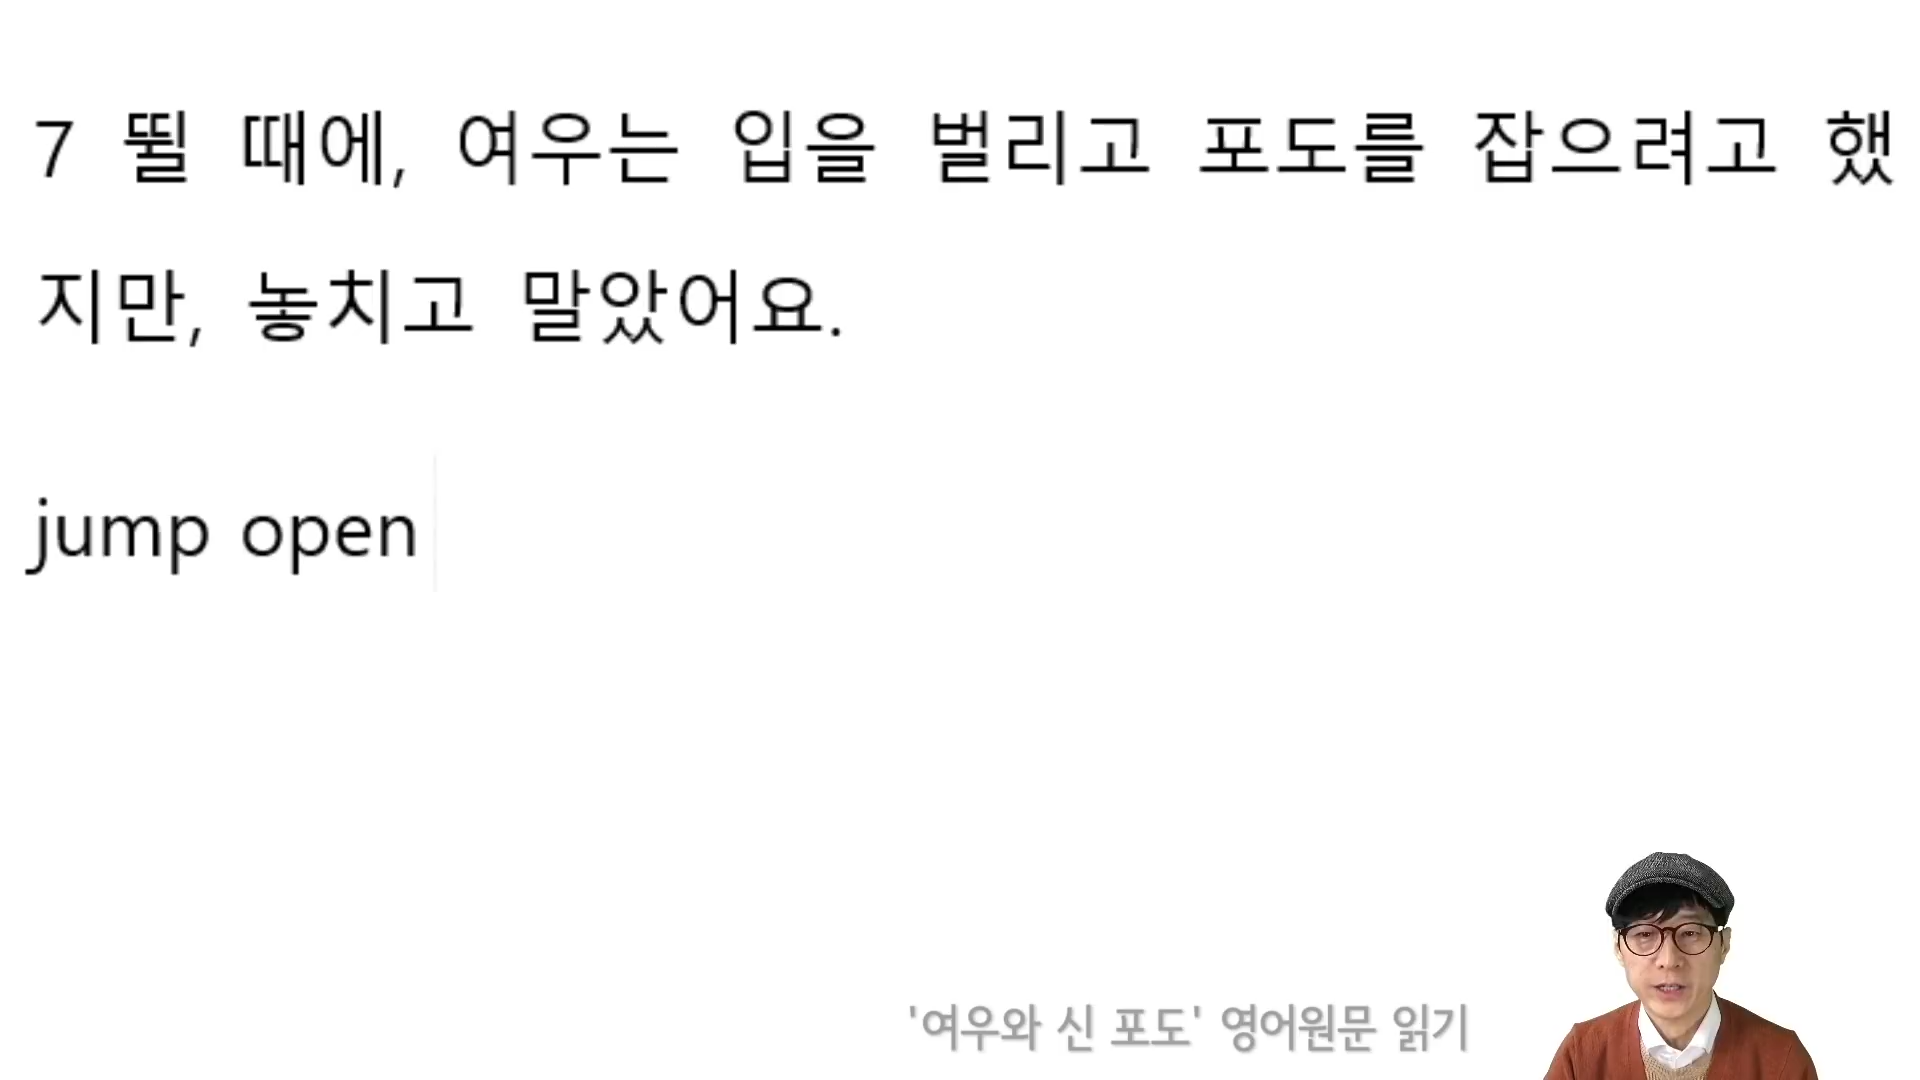 7 뛸 때에, 여우는 입을 벌리고 포도를 잡으려고 했
지만, 놓치고 말았어요.
jump open
'여우와 신 포도' 영어원문 읽기